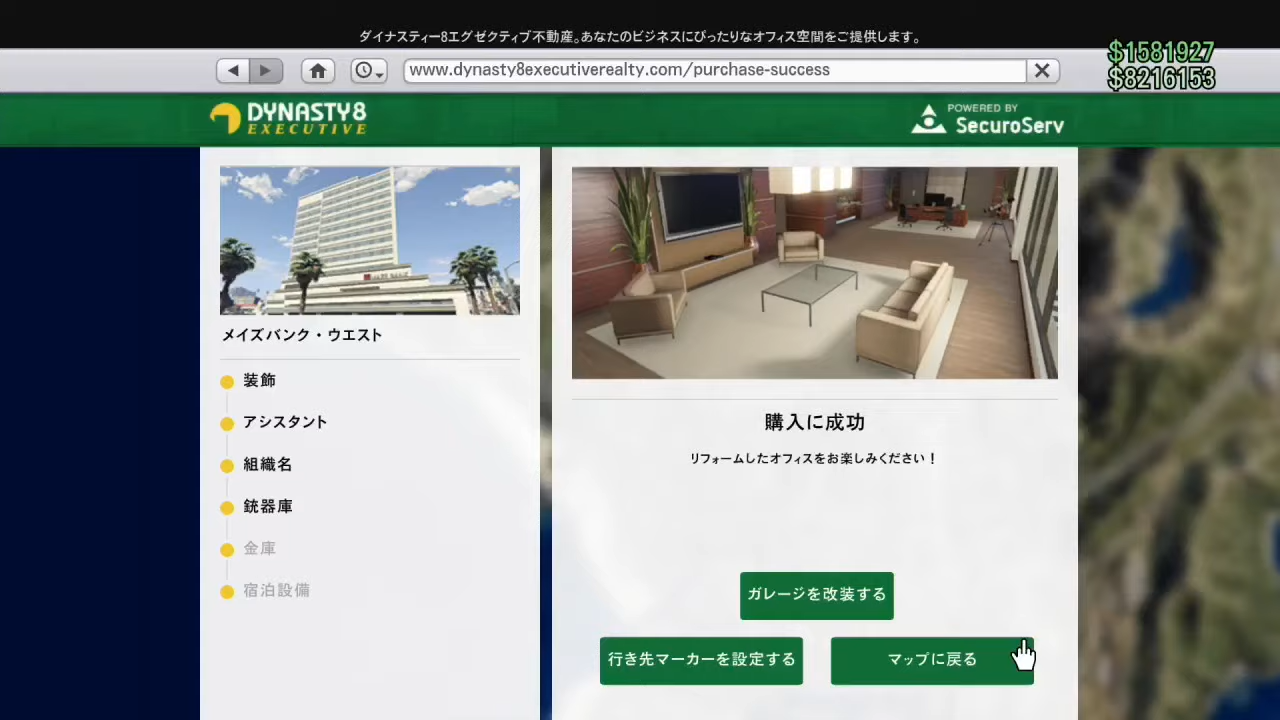 ダイナスティー8エグゼクティブ不動産。あなたのビジネスにぴったりなオフィス空間をご提供します。
$1581927
$8216153
www.dynasty8executiverealty.com/purchase-success
DYNASTY8
EXECUTIVE
POWERED BY
SecuroServ
メイズバンク・ウエスト
装飾
アシスタント
組織名
銃器庫
金庫
宿泊設備
購入に成功
リフォームしたオフィスをお楽しみください！
ガレージを改装する
行き先マーカーを設定する
マップに戻る